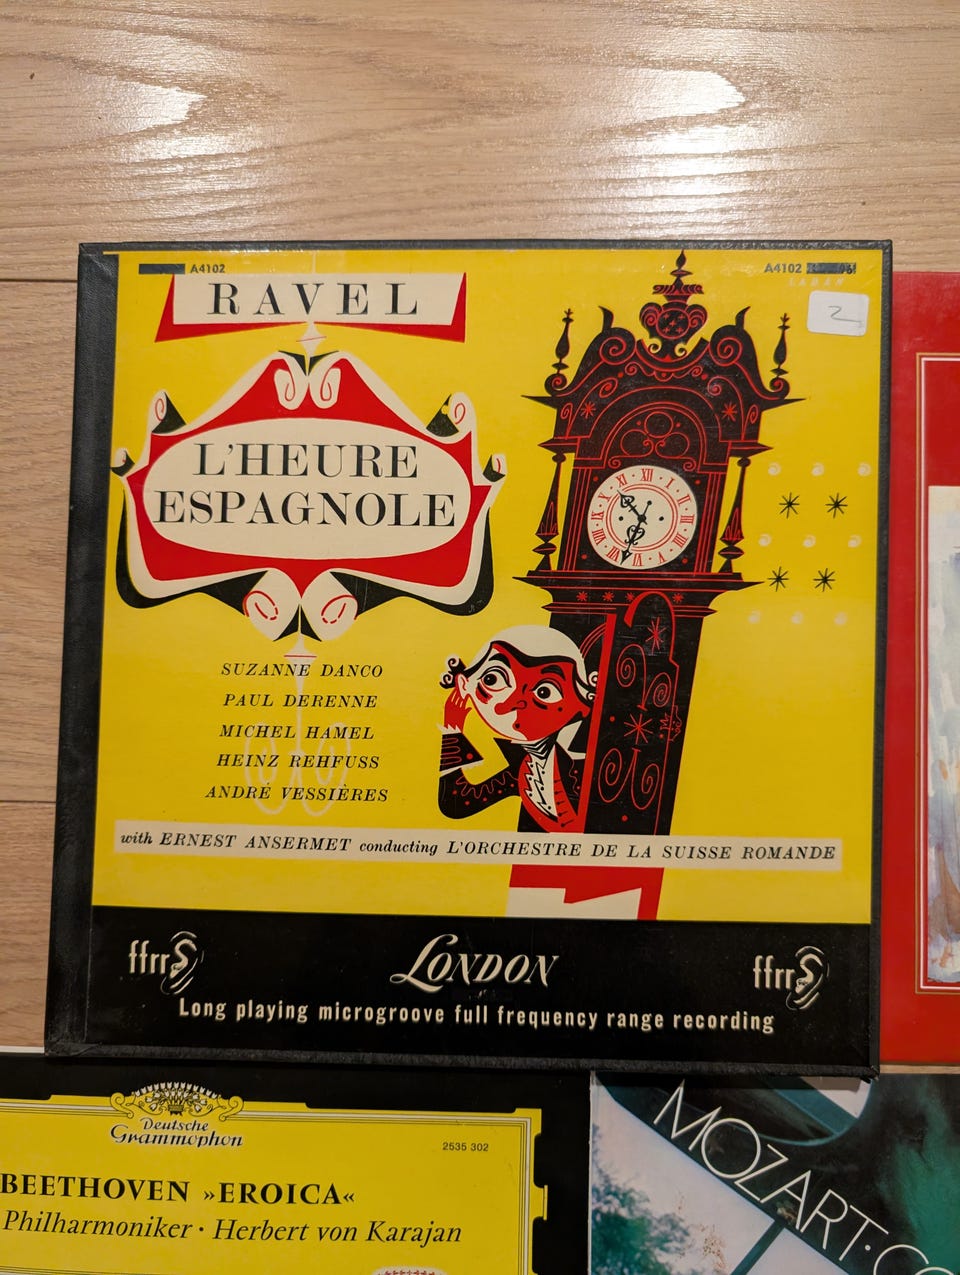 A4102
A4102
2
RAVEL
L'HEURE
ESPAGNOLE
XII
SUZANNE DANCO
PAUL DERENNE
MICHEL HAMEL
HEINZ REHFUSS
ANDRÉ VESSIÈRES
with ERNEST ANSERMET conducting L'ORCHESTRE DE LA SUISSE ROMANDE
ffrr
LONDON
ffrr
Long playing microgroove full frequency range recording
Deutsche
Grammophon
2535 302
BEETHOVEN »EROICA«
Philharmoniker · Herbert von Karajan
MOZART·CO